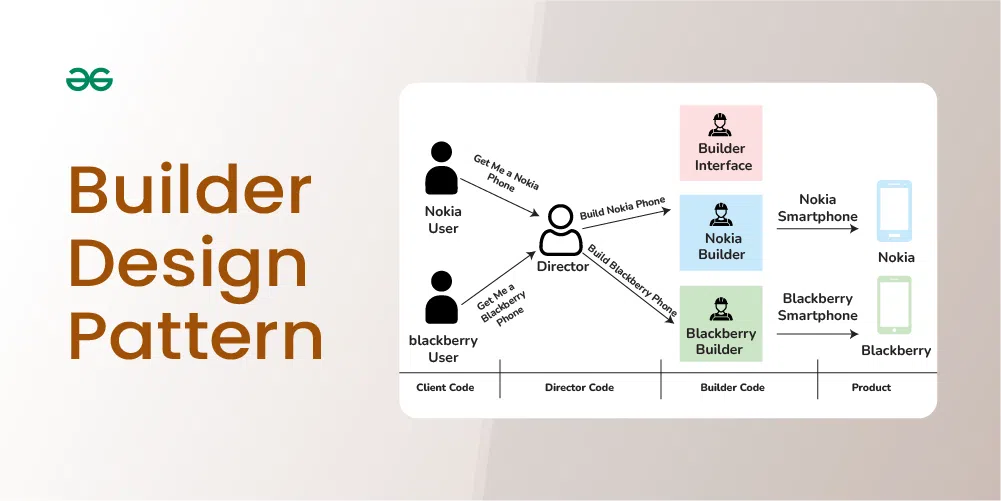 Builder
Design
Pattern
Get Me a Nokia
Phone
Nokia
User
blackberry
User
Get Me a
Blackberry
Phone
Director
Build Nokia Phone
Build Blackberry Phone
Builder
Interface
Nokia
Builder
Blackberry
Builder
Nokia
Smartphone
Nokia
Blackberry
Smartphone
Blackberry
Client Code
Director Code
Builder Code
Product